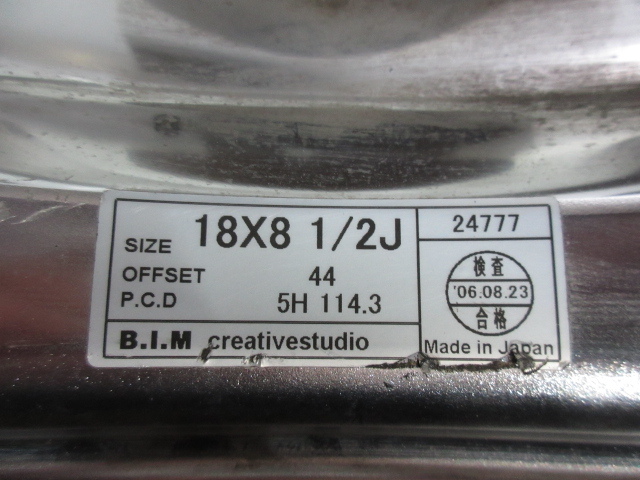 SIZE 18X8 1/2J
OFFSET 44
P.C.D 5H 114.3
B.I.M creativestudio
24777
検査
'06.08.23
合格
Made in Japan